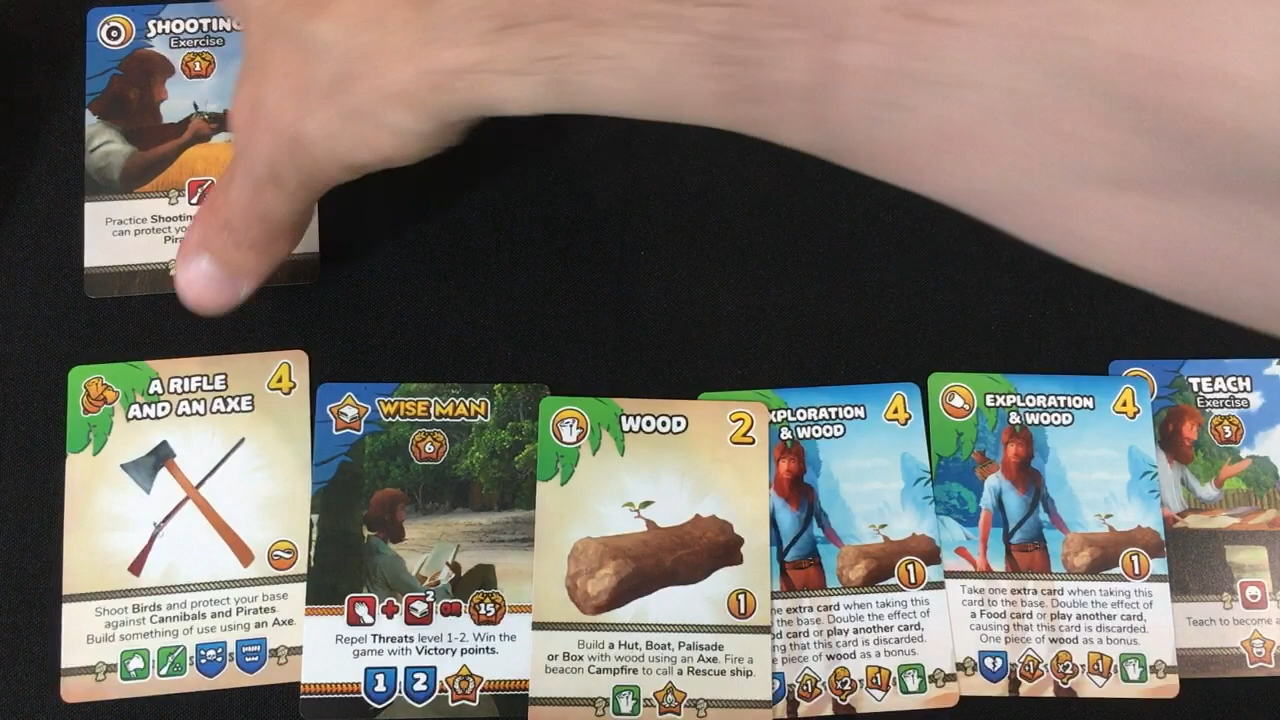 SHOOTING
Exercise
1
Practice Shooting
can protect
A RIFLE
AND AN AXE
4
Shoot Birds and protect your base
against Cannibals and Pirates.
Build something of use using an Axe.
WISE MAN
6
+ 2 OR 15
Repel Threats level 1-2. Win the
game with Victory points.
1 2
WOOD
2
1
Build a Hut, Boat, Palisade
or Box with wood using an Axe. Fire a
beacon Campfire to call a Rescue ship.
XPLORATION
& WOOD
4
1
ne extra card when taking this
the base. Double the effect of
od card or play another card,
ng that this card is discarded.
e piece of wood as a bonus.
1 x2 1
EXPLORATION
& WOOD
4
1
Take one extra card when taking this
card to the base. Double the effect of
a Food card or play another card,
causing that this card is discarded.
One piece of wood as a bonus.
1 x2 1
TEACH
Exercise
3
Teach to become a